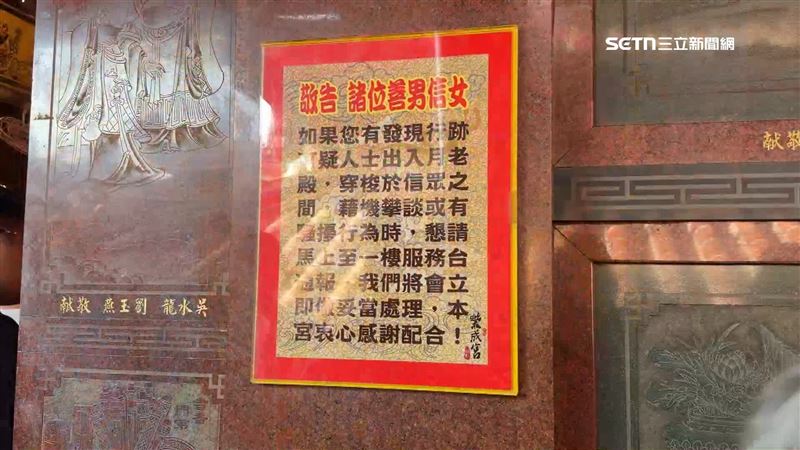 SETN三立新聞網
敬告 諸位善男信女
如果您有發現行跡
可疑人士出入月老
殿，穿梭於信眾之
間，藉機攀談或有
騷擾行為時，懇請
馬上至一樓服務台
通報，我們將會立
即做妥當處理，本
宮衷心感謝配合！
紫威宮
献敬 燕玉劉 龍水吳
献敬